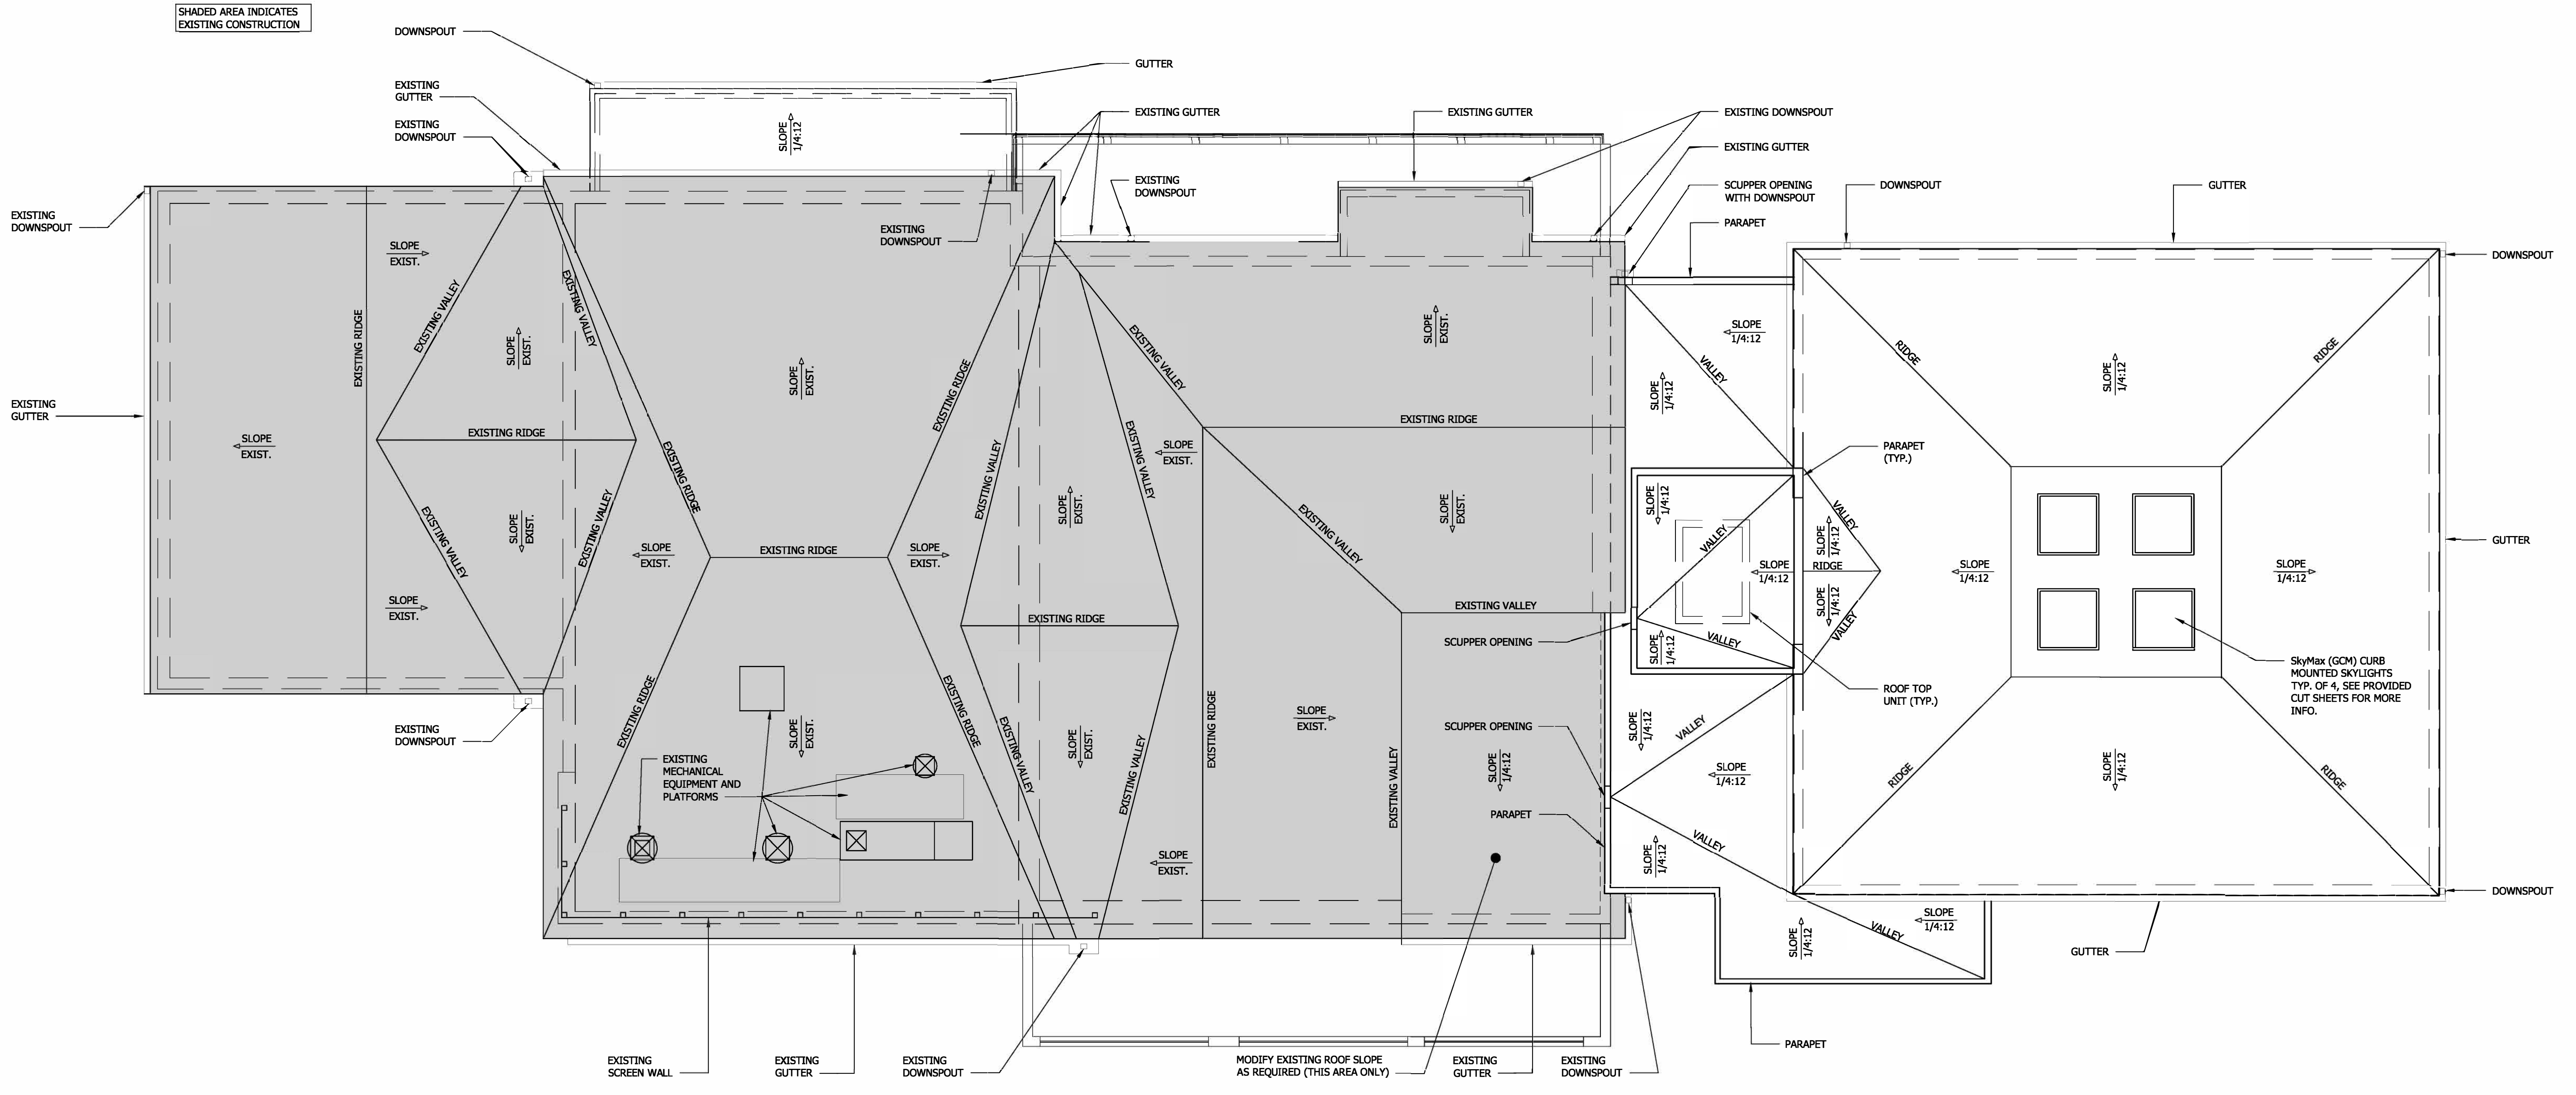 SHADED AREA INDICATES
EXISTING CONSTRUCTION
DOWNSPOUT
GUTTER
EXISTING
GUTTER
EXISTING
DOWNSPOUT
SLOPE
1/4:12
EXISTING GUTTER
EXISTING GUTTER
EXISTING DOWNSPOUT
EXISTING GUTTER
EXISTING
DOWNSPOUT
SCUPPER OPENING
WITH DOWNSPOUT
DOWNSPOUT
GUTTER
PARAPET
EXISTING
DOWNSPOUT
EXISTING
DOWNSPOUT
DOWNSPOUT
SLOPE
EXIST.
EXISTING VALLEY
EXISTING VALLEY
EXISTING RIDGE
SLOPE
EXIST.
SLOPE
EXIST.
EXISTING RIDGE
EXISTING VALLEY
SLOPE
EXIST.
SLOPE
1/4:12
VALLEY
SLOPE
1/4:12
RIDGE
SLOPE
1/4:12
RIDGE
EXISTING
GUTTER
SLOPE
EXIST.
EXISTING RIDGE
EXISTING RIDGE
EXISTING VALLEY
EXISTING VALLEY
SLOPE
EXIST.
EXISTING RIDGE
PARAPET
(TYP.)
EXISTING VALLEY
SLOPE
EXIST.
EXISTING VALLEY
SLOPE
EXIST.
EXISTING RIDGE
SLOPE
EXIST.
SLOPE
EXIST.
SLOPE
EXIST.
EXISTING VALLEY
SLOPE
EXIST.
SLOPE
1/4:12
VALLEY
VALLEY
SLOPE
1/4:12
SLOPE
1/4:12
RIDGE
SLOPE
1/4:12
SLOPE
1/4:12
GUTTER
SLOPE
1/4:12
SLOPE
EXIST.
EXISTING RIDGE
EXISTING VALLEY
SCUPPER OPENING
SLOPE
1/4:12
VALLEY
VALLEY
SkyMax (GCM) CURB
MOUNTED SKYLIGHTS
TYP. OF 4, SEE PROVIDED
CUT SHEETS FOR MORE
INFO.
ROOF TOP
UNIT (TYP.)
EXISTING
DOWNSPOUT
EXISTING RIDGE
SLOPE
EXIST.
EXISTING RIDGE
EXISTING VALLEY
SLOPE
EXIST.
EXISTING VALLEY
EXISTING RIDGE
SLOPE
EXIST.
EXISTING VALLEY
SLOPE
1/4:12
SCUPPER OPENING
SLOPE
1/4:12
VALLEY
SLOPE
1/4:12
RIDGE
SLOPE
1/4:12
RIDGE
EXISTING
MECHANICAL
EQUIPMENT AND
PLATFORMS
PARAPET
SLOPE
EXIST.
SLOPE
1/4:12
VALLEY
DOWNSPOUT
SLOPE
1/4:12
VALLEY
SLOPE
1/4:12
GUTTER
PARAPET
EXISTING
SCREEN WALL
EXISTING
GUTTER
EXISTING
DOWNSPOUT
MODIFY EXISTING ROOF SLOPE
AS REQUIRED (THIS AREA ONLY)
EXISTING
GUTTER
EXISTING
DOWNSPOUT